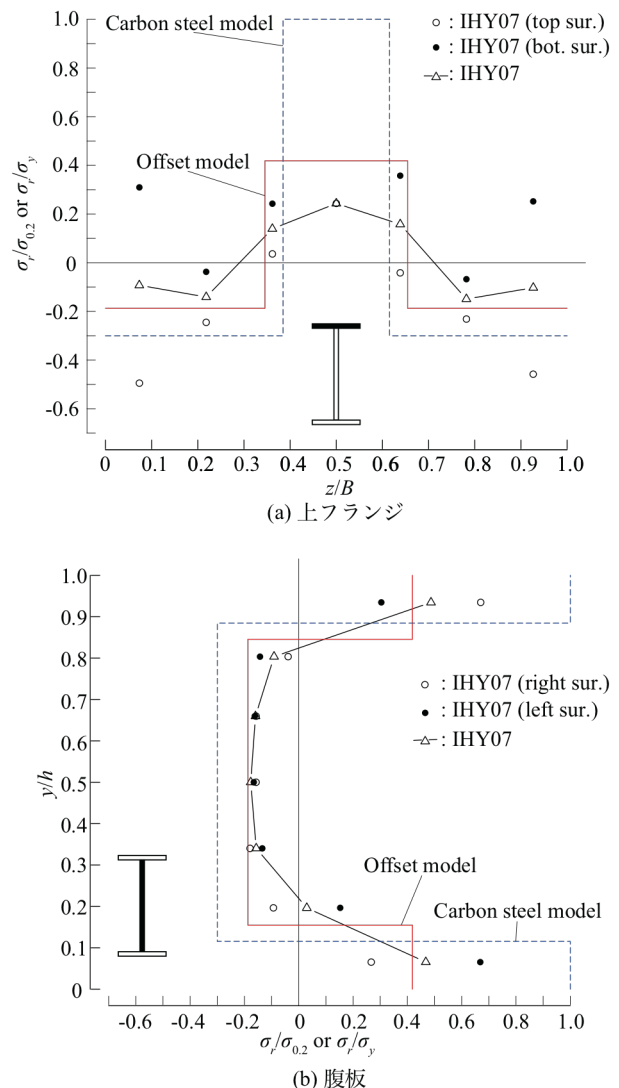 Carbon steel model
○ : IHY07 (top sur.)
● : IHY07 (bot. sur.)
△ : IHY07
Offset model
σr/σ0.2 or σr/σy
1.0
0.8
0.6
0.4
0.2
0
-0.2
-0.4
-0.6
0 0.1 0.2 0.3 0.4 0.5 0.6 0.7 0.8 0.9 1.0
z/B
(a) 上フランジ
1.0
0.9
0.8
0.7
0.6
0.5
0.4
0.3
0.2
0.1
0
y/h
○ : IHY07 (right sur.)
● : IHY07 (left sur.)
△ : IHY07
Offset model
Carbon steel model
-0.6 -0.4 -0.2 0 0.2 0.4 0.6 0.8 1.0
σr/σ0.2 or σr/σy
(b) 腹板